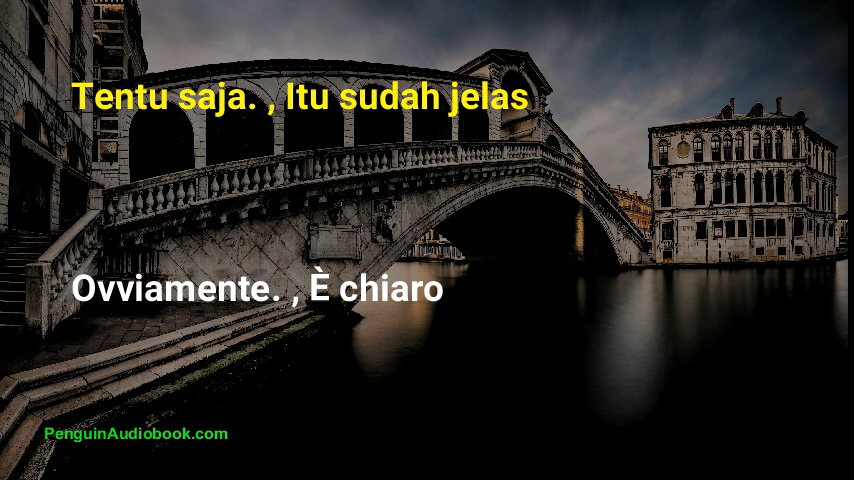 Tentu saja. , Itu sudah jelas
Ovviamente. , È chiaro
PenguinAudiobook.com